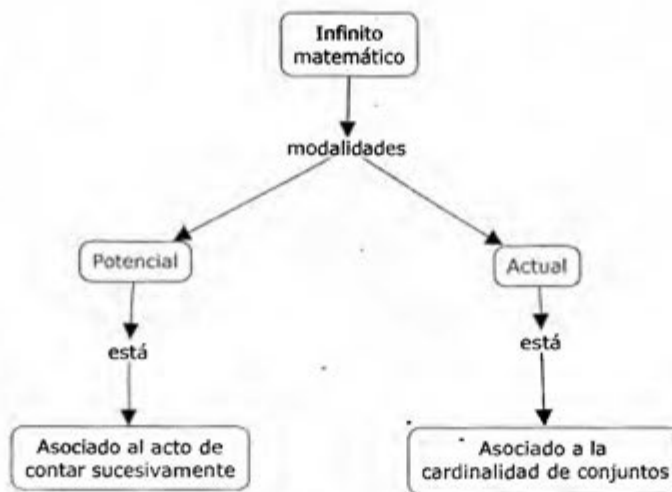 Infinito
matemático
modalidades
Potencial
Actual
está
está
Asociado al acto de
contar sucesivamente
Asociado a la
cardinalidad de conjuntos